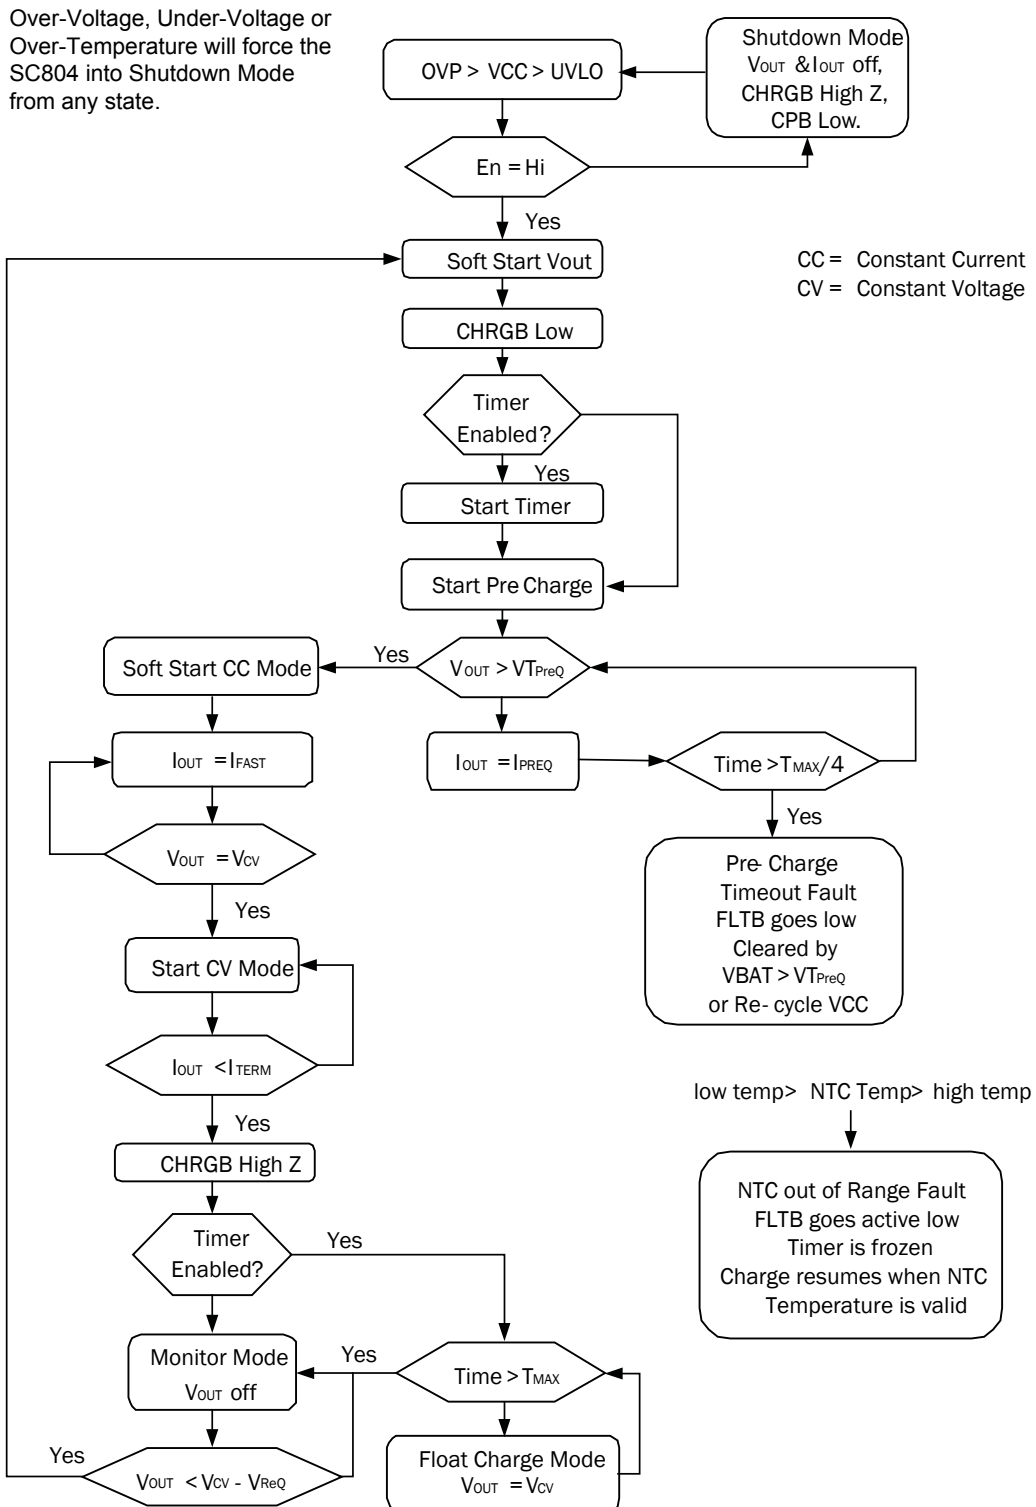 Over-Voltage, Under-Voltage or
Over-Temperature will force the
SC804 into Shutdown Mode
from any state.
OVP > VCC > UVLO
Shutdown Mode.
VOUT & IOUT off,
CHRGB High Z,
CPB Low.
En = Hi
Yes
Soft Start Vout
CC = Constant Current
CV = Constant Voltage
CHRGB Low
Timer
Enabled?
Yes
Start Timer
Start Pre Charge
Soft Start CC Mode
Yes
VOUT > VTPreQ
IOUT = IFAST
IOUT = IPREQ
Time > TMAX/4
Yes
VOUT = VCV
Yes
Pre- Charge
Timeout Fault
FLTB goes low.
Cleared by
VBAT > VTPreQ
or Re- cycle VCC
Start CV Mode
IOUT < ITERM
Yes
CHRGB High Z
low temp> NTC Temp> high temp
NTC out of Range Fault
FLTB goes active low
Timer is frozen
Charge resumes when NTC
Temperature is valid
Timer
Enabled?
Yes
Monitor Mode
VOUT off
Yes
Time > TMAX
Float Charge Mode
VOUT = VCV
Yes
VOUT < VCV - VReQ